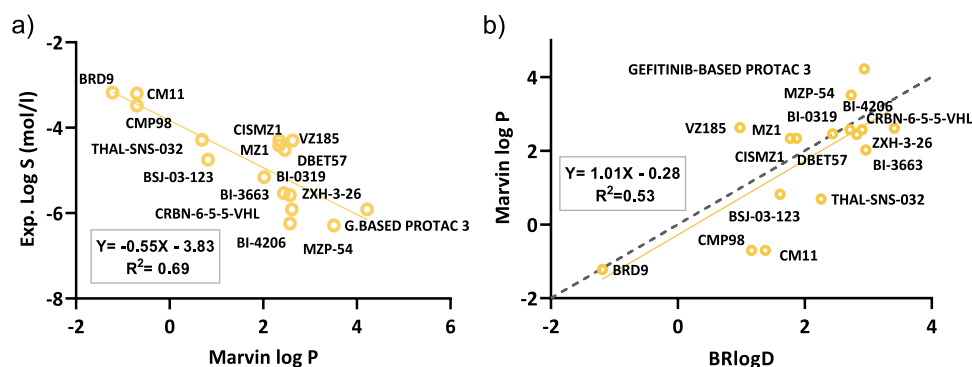 a)
Exp. Log S (mol/l)
-2
-4
-6
-8
BRD9
CM11
CMP98
THAL-SNS-032
BSJ-03-123
CISMZ1
VZ185
MZ1
DBET57
BI-0319
BI-3663
ZXH-3-26
CRBN-6-5-5-VHL
G.BASED PROTAC 3
BI-4206
MZP-54
Y= -0.55X - 3.83
R2= 0.69
-2
0
2
4
6
Marvin log P
b)
Marvin log P
4
2
0
-2
GEFITINIB-BASED PROTAC 3
MZP-54
BI-4206
BI-0319
CRBN-6-5-5-VHL
VZ185
MZ1
ZXH-3-26
CISMZ1
DBET57
BI-3663
Y= 1.01X - 0.28
R2=0.53
THAL-SNS-032
BSJ-03-123
CMP98
CM11
BRD9
-2
0
2
4
BRlogD